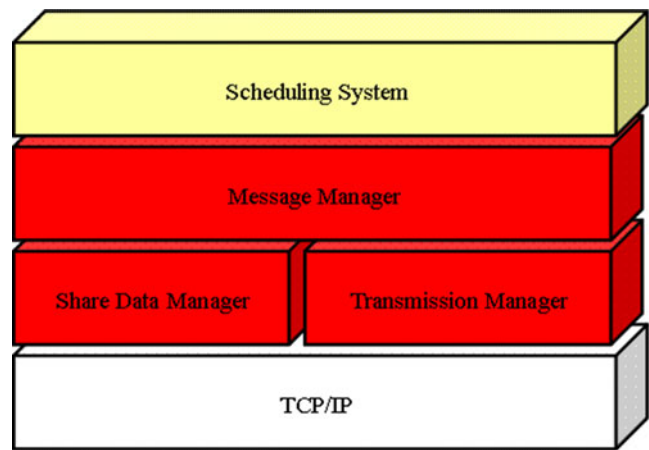 Scheduling System
Message Manager
Share Data Manager
Transmission Manager
TCP/IP